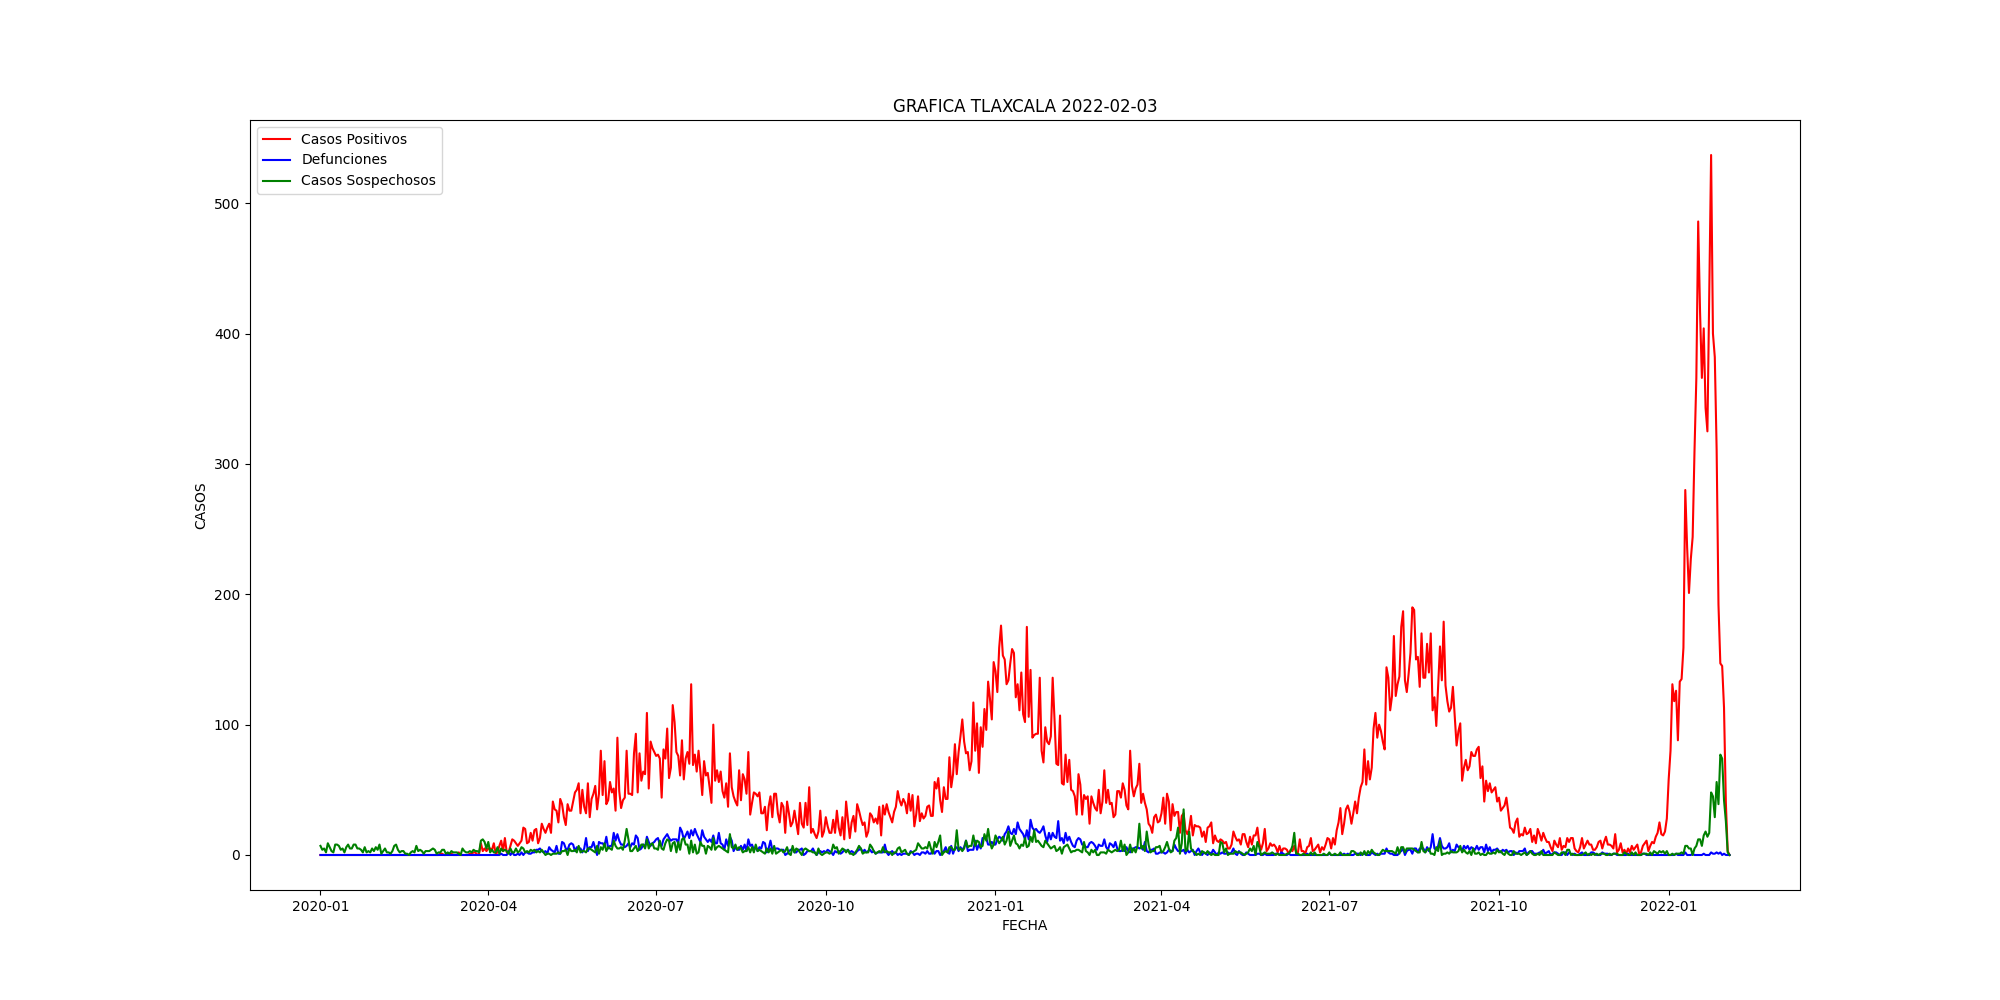 GRAFICA TLAXCALA 2022-02-03
Casos Positivos
Defunciones
Casos Sospechosos
500
400
300
200
100
0
CASOS
2020-01
2020-04
2020-07
2020-10
2021-01
2021-04
2021-07
2021-10
2022-01
FECHA